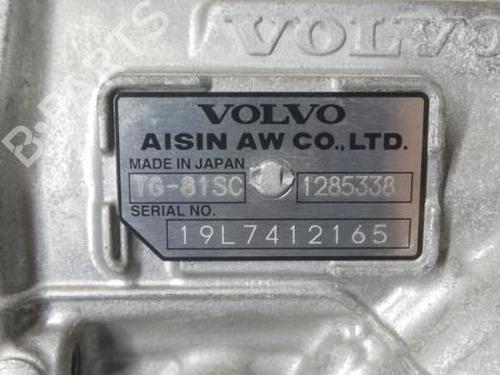 VOLVO
B-PARTS
VOLVO
AISIN AW CO.,LTD.
MADE IN JAPAN
TG-81SC 1285338
SERIAL NO.
19L7412165